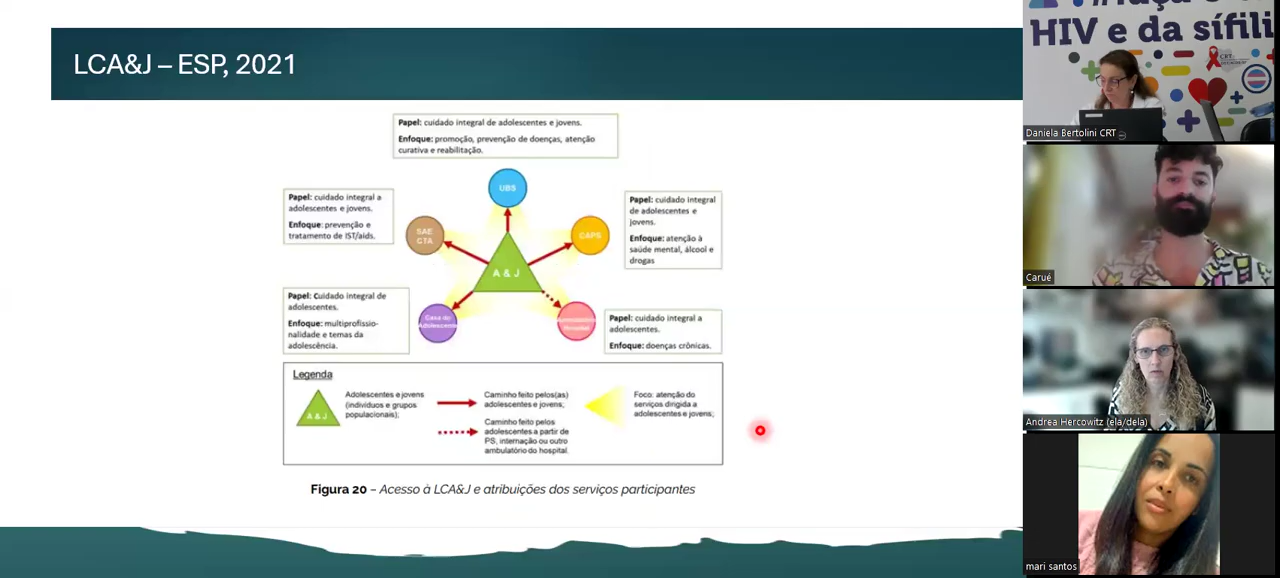 LCA&J – ESP, 2021
Papel: cuidado integral de adolescentes e jovens.
Enfoque: promoção, prevenção de doenças, atenção
curativa e reabilitação.
UBS
Papel: cuidado integral a
adolescentes e jovens.
Enfoque: prevenção e
tratamento de IST/aids.
SAE
CTA
CAPS
Papel: cuidado integral
de adolescentes e
jovens.
Enfoque: atenção à
saúde mental, álcool e
drogas
A & J
Papel: Cuidado integral de
adolescentes.
Enfoque: multiprofissio-
nalidade e temas da
adolescência.
Casa do
Adolescente
Papel: cuidado integral a
adolescentes.
Enfoque: doenças crônicas.
Legenda
A & J
Adolescentes e jovens
(indivíduos e grupos
populacionais);
Caminho feito pelos(as)
adolescentes e jovens;
Caminho feito pelos
adolescentes a partir de
PS, internação ou outro
ambulatório do hospital.
Foco: atenção do
serviços dirigida a
adolescentes e jovens;
Figura 20 – Acesso à LCA&J e atribuições dos serviços participantes
HIV e da sífili
CRT
Daniela Bertolini CRT
Carué
Andrea Hercowitz (ela/dela)
mari santos